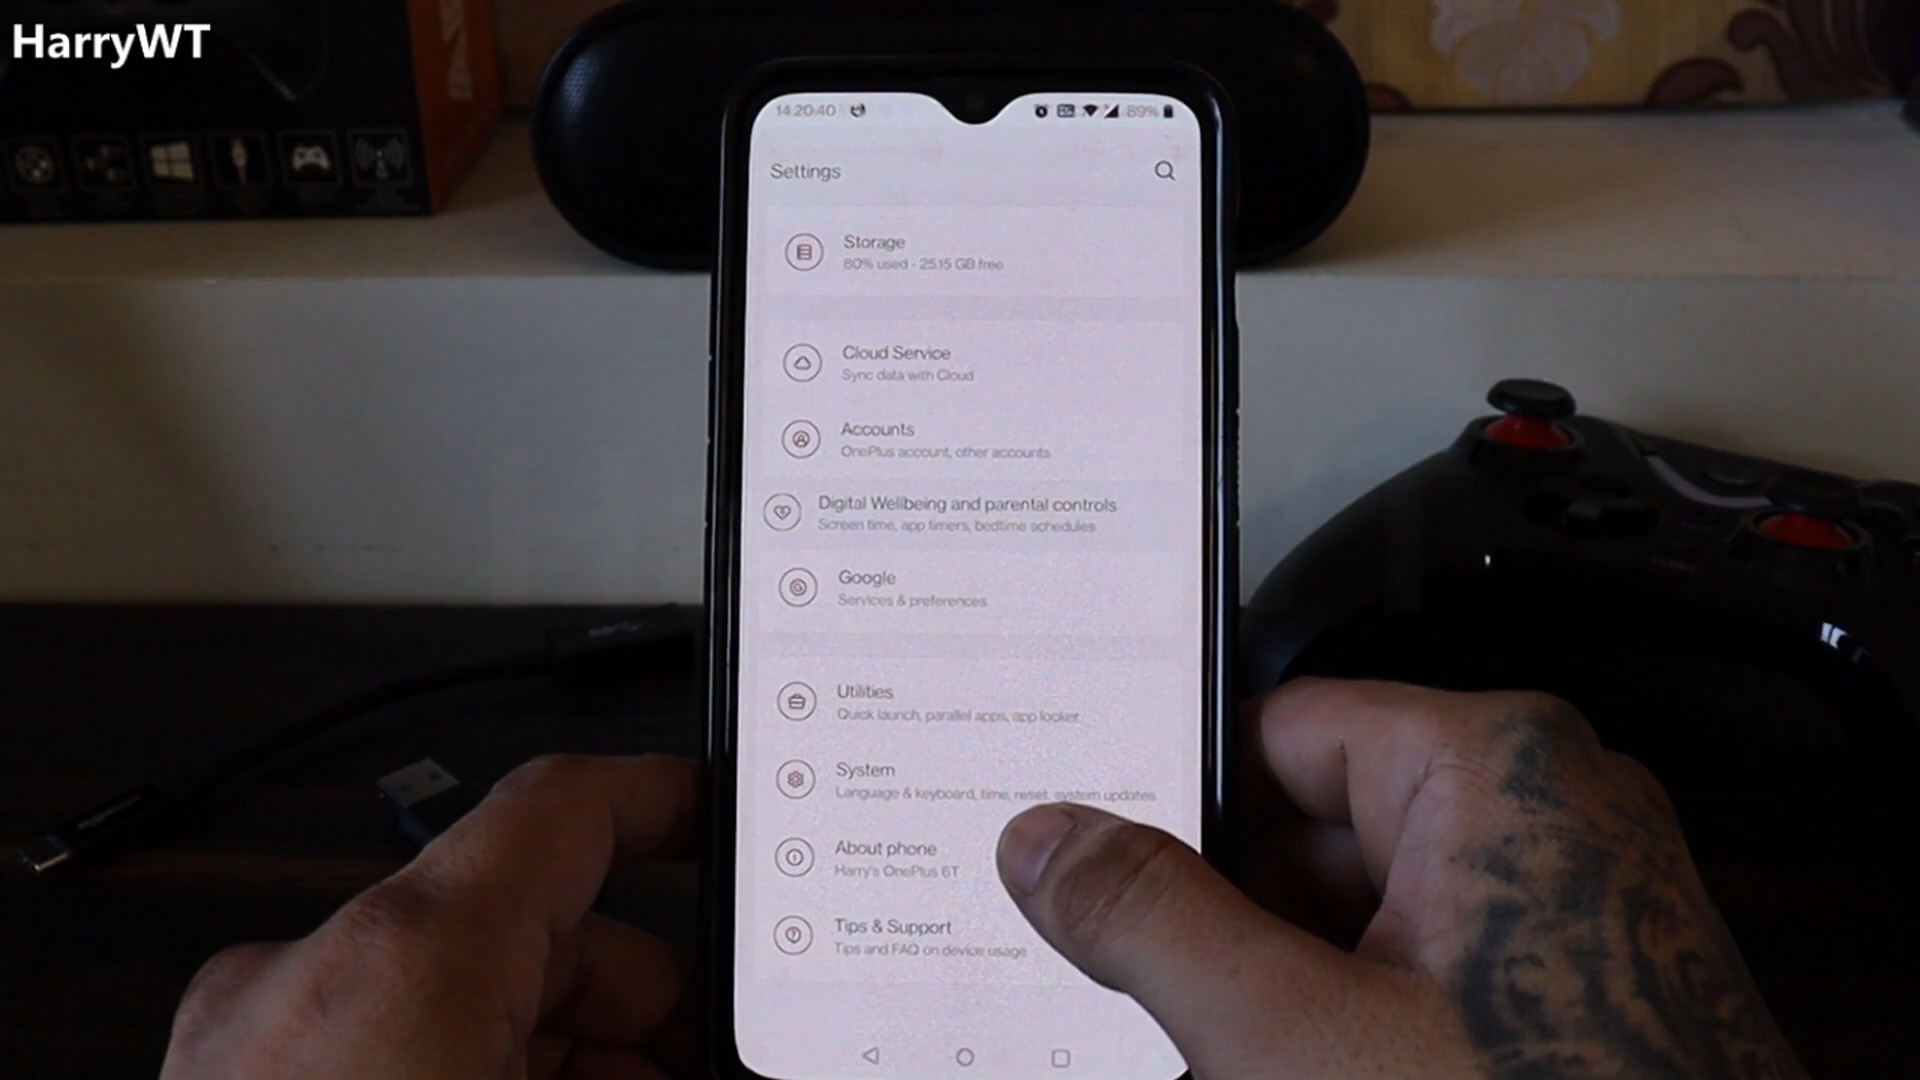 HarryWT
14:20:40 89%
Settings
Storage
80% used - 25.15 GB free
Cloud Service
Sync data with Cloud
Accounts
OnePlus account, other accounts
Digital Wellbeing and parental controls
Screen time, app timers, bedtime schedules
Google
Services & preferences
Utilities
Quick launch, parallel apps, app locker
System
Language & keyboard, time, reset, system updates
About phone
Harry's OnePlus 6T
Tips & Support
Tips and FAQ on device usage